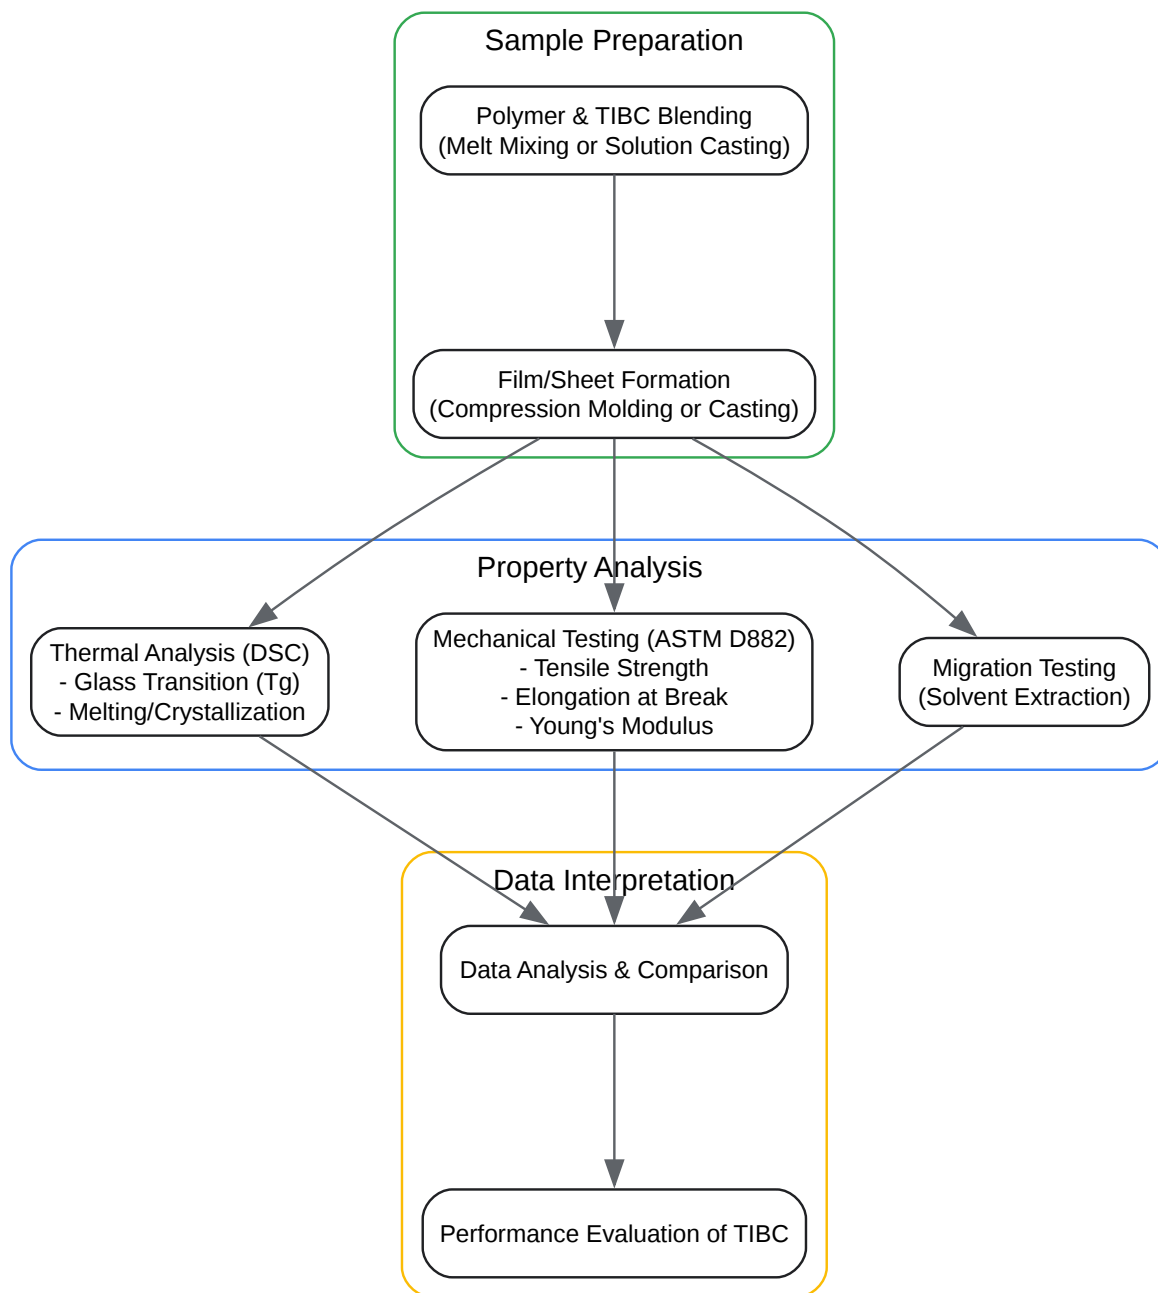 Sample Preparation
Polymer & TIBC Blending
(Melt Mixing or Solution Casting)
Film/Sheet Formation
(Compression Molding or Casting)
Property Analysis
Thermal Analysis (DSC)
- Glass Transition (Tg)
- Melting/Crystallization
Mechanical Testing (ASTM D882)
- Tensile Strength
- Elongation at Break
- Young's Modulus
Migration Testing
(Solvent Extraction)
Data Interpretation
Data Analysis & Comparison
Performance Evaluation of TIBC